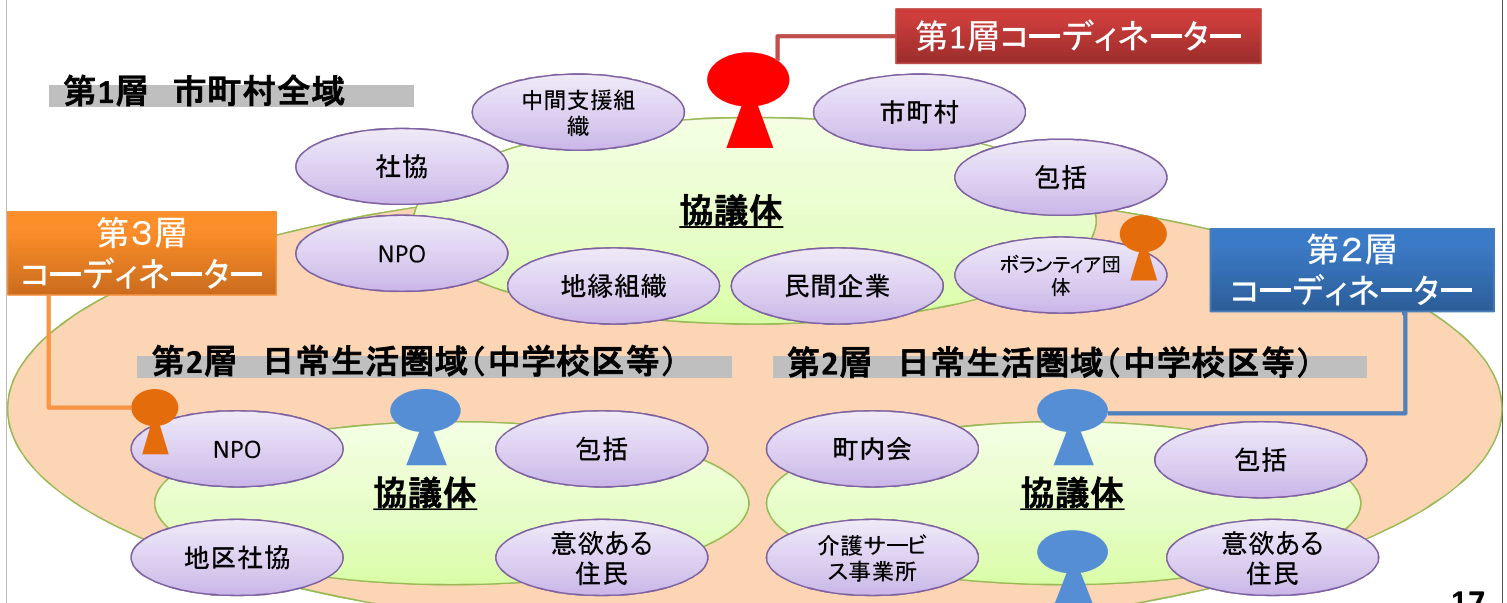 第1層コーディネーター
第1層　市町村全域
中間支援組
織
市町村
社協
包括
協議体
第３層
コーディネーター
NPO
ボランティア団
体
第２層
コーディネーター
地縁組織
民間企業
第2層　日常生活圏域（中学校区等）
第2層　日常生活圏域（中学校区等）
NPO
包括
町内会
包括
協議体
協議体
地区社協
意欲ある
住民
介護サービ
ス事業所
意欲ある
住民
17